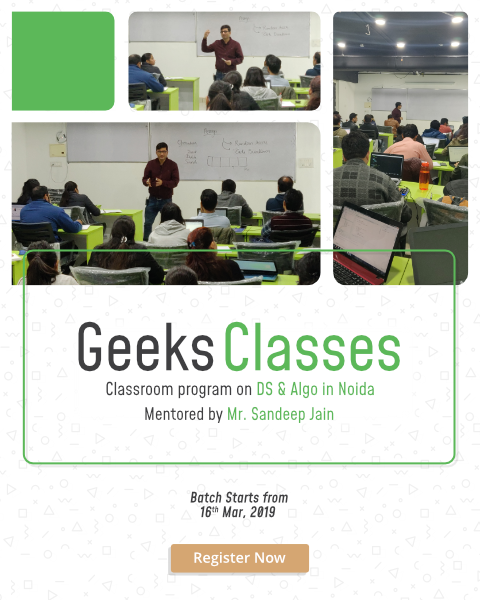 Geeks Classes
Classroom program on DS & Algo in Noida
Mentored by Mr. Sandeep Jain
Batch Starts from
16th Mar, 2019
Register Now